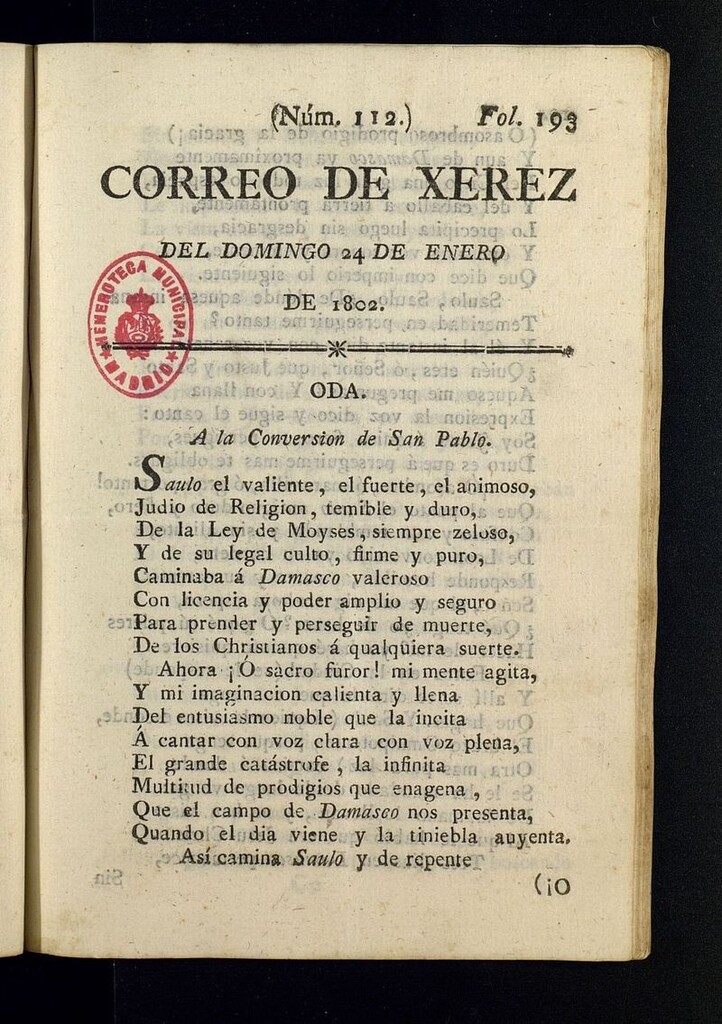 (Núm. 112.) Fol. 193
CORREO DE XEREZ
DEL DOMINGO 24 DE ENERO
DE 1802.
HEMEROTECA MUNICIPAL
★ MADRID ★
ODA.
A la Conversion de San Pablo.
Saulo el valiente, el fuerte, el animoso,
Judio de Religion, temible y duro,
De la Ley de Moyses, siempre zeloso,
Y de su legal culto, firme y puro,
Caminaba á Damasco valeroso
Con licencia y poder amplio y seguro
Para prender y perseguir de muerte,
De los Christianos á qualquiera suerte.
Ahora ¡Ó sacro furor! mi mente agita,
Y mi imaginacion calienta y llena
Del entusiasmo noble que la incita
Á cantar con voz clara con voz plena,
El grande catástrofe, la infinita
Multitud de prodigios que enagena,
Que el campo de Damasco nos presenta,
Quando el dia viene y la tiniebla auyenta.
Así camina Saulo y de repente
(¡O